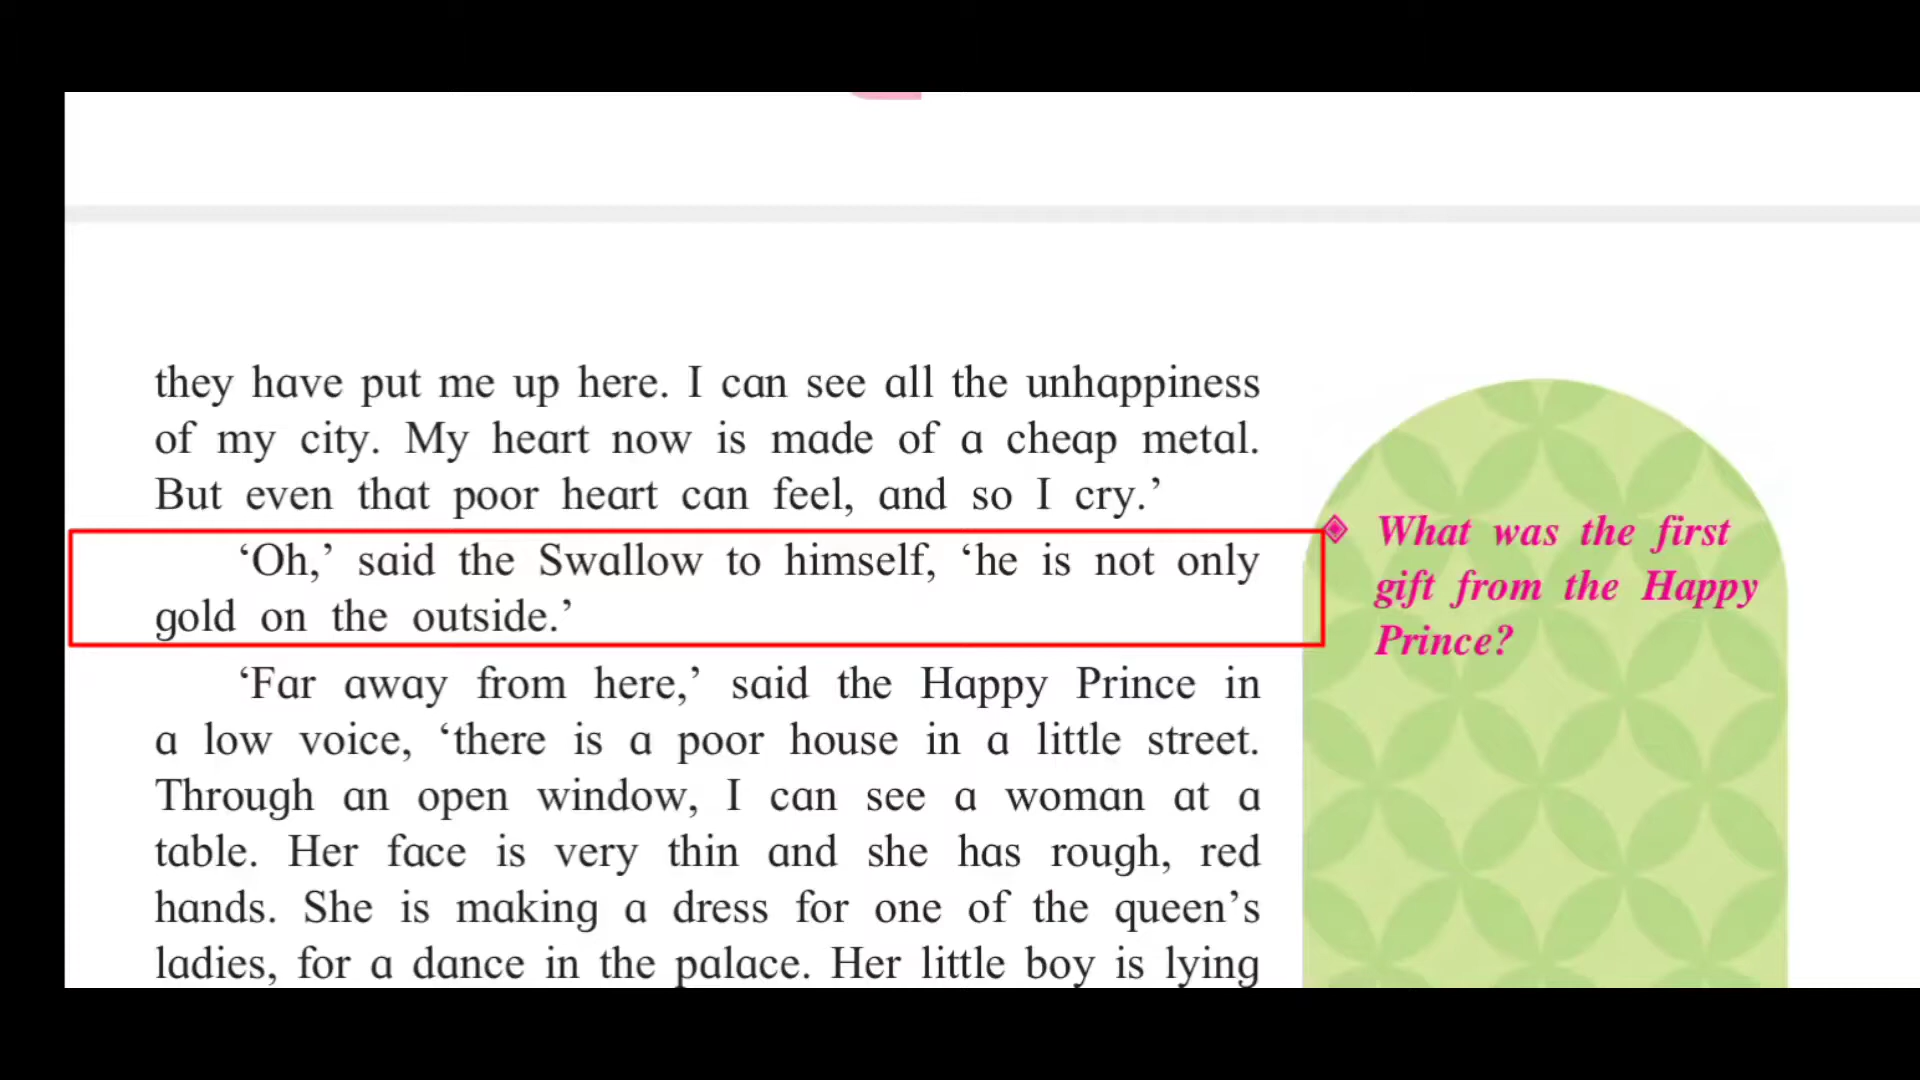 they have put me up here. I can see all the unhappiness
of my city. My heart now is made of a cheap metal.
But even that poor heart can feel, and so I cry.’
‘Oh,’ said the Swallow to himself, ‘he is not only
gold on the outside.’
‘Far away from here,’ said the Happy Prince in
a low voice, ‘there is a poor house in a little street.
Through an open window, I can see a woman at a
table. Her face is very thin and she has rough, red
hands. She is making a dress for one of the queen’s
ladies, for a dance in the palace. Her little boy is lying
What was the first
gift from the Happy
Prince?